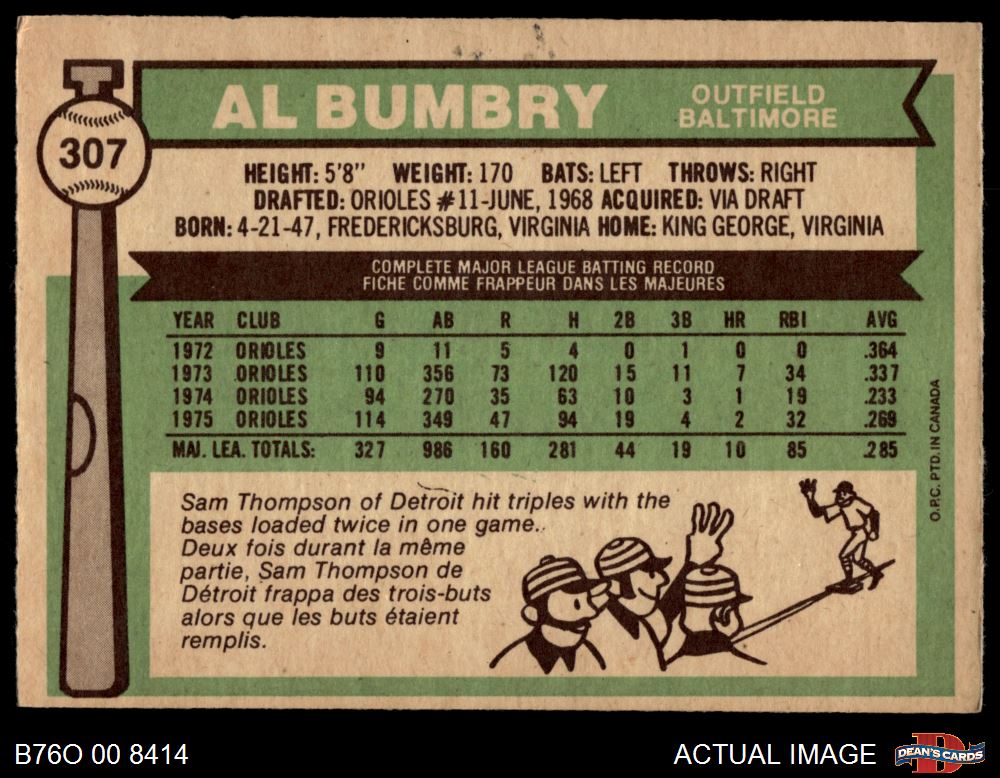 307
AL BUMBRY
OUTFIELD
BALTIMORE
HEIGHT: 5'8" WEIGHT: 170 BATS: LEFT THROWS: RIGHT
DRAFTED: ORIOLES #11-JUNE, 1968 ACQUIRED: VIA DRAFT
BORN: 4-21-47, FREDERICKSBURG, VIRGINIA HOME: KING GEORGE, VIRGINIA
COMPLETE MAJOR LEAGUE BATTING RECORD
FICHE COMME FRAPPEUR DANS LES MAJEURES
YEAR CLUB G AB R H 2B 3B HR RBI AVG
1972 ORIOLES 9 11 5 4 0 1 0 0 .364
1973 ORIOLES 110 356 73 120 15 11 7 34 .337
1974 ORIOLES 94 270 35 63 10 3 1 19 .233
1975 ORIOLES 114 349 47 94 19 4 2 32 .269
MAJ. LEA. TOTALS: 327 986 160 281 44 19 10 85 .285
Sam Thompson of Detroit hit triples with the
bases loaded twice in one game.
Deux fois durant la même
partie, Sam Thompson de
Détroit frappa des trois-buts
alors que les buts étaient
remplis.
O.P.C. PTD. IN CANADA
B76O 00 8414
ACTUAL IMAGE
DEAN'S CARDS